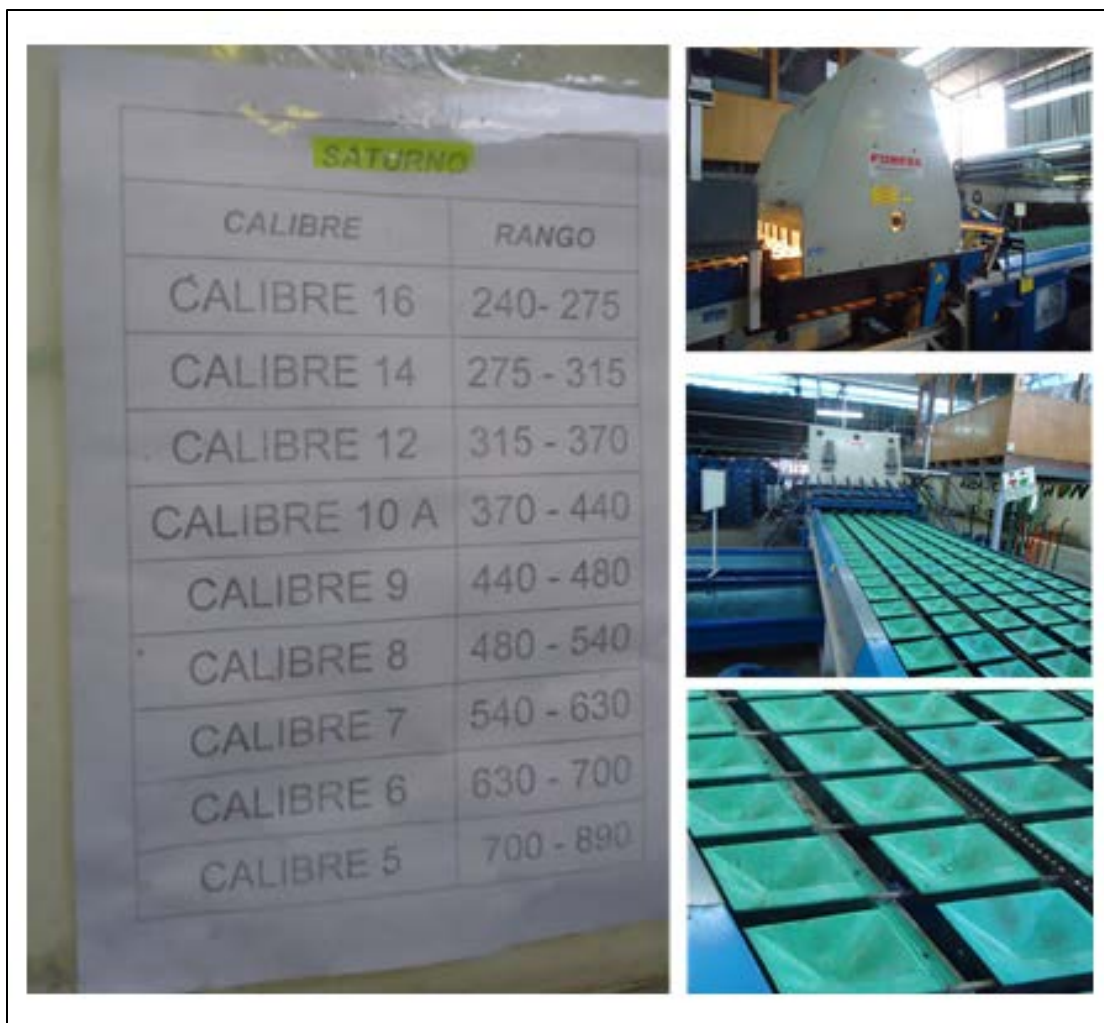 SATURNO
CALIBRE RANGO
CALIBRE 16 240- 275
CALIBRE 14 275 - 315
CALIBRE 12 315 - 370
CALIBRE 10 A 370 - 440
CALIBRE 9 440 - 480
CALIBRE 8 480 - 540
CALIBRE 7 540 - 630
CALIBRE 6 630 - 700
CALIBRE 5 700 - 890